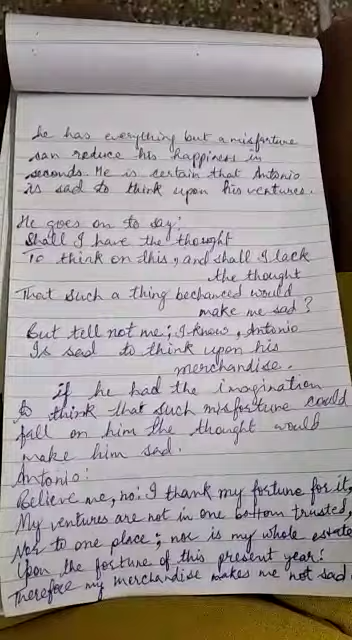 he has everything but a misfortune
can reduce his happiness in
seconds. He is certain that Antonio
is sad to think upon his ventures.
He goes on to say:
Shall I have the thought
To think on this, and shall I lack
the thought
That such a thing bechanced would
make me sad?
But tell not me; I know, Antonio
Is sad to think upon his
merchandise.
if he had the imagination
to think that such misfortune could
fall on him the thought would
make him sad.
Antonio:
Believe me, no: I thank my fortune for it,
My ventures are not in one bottom trusted,
Nor to one place; nor is my whole estate
Upon the fortune of this present year:
Therefore my merchandise makes me not sad.